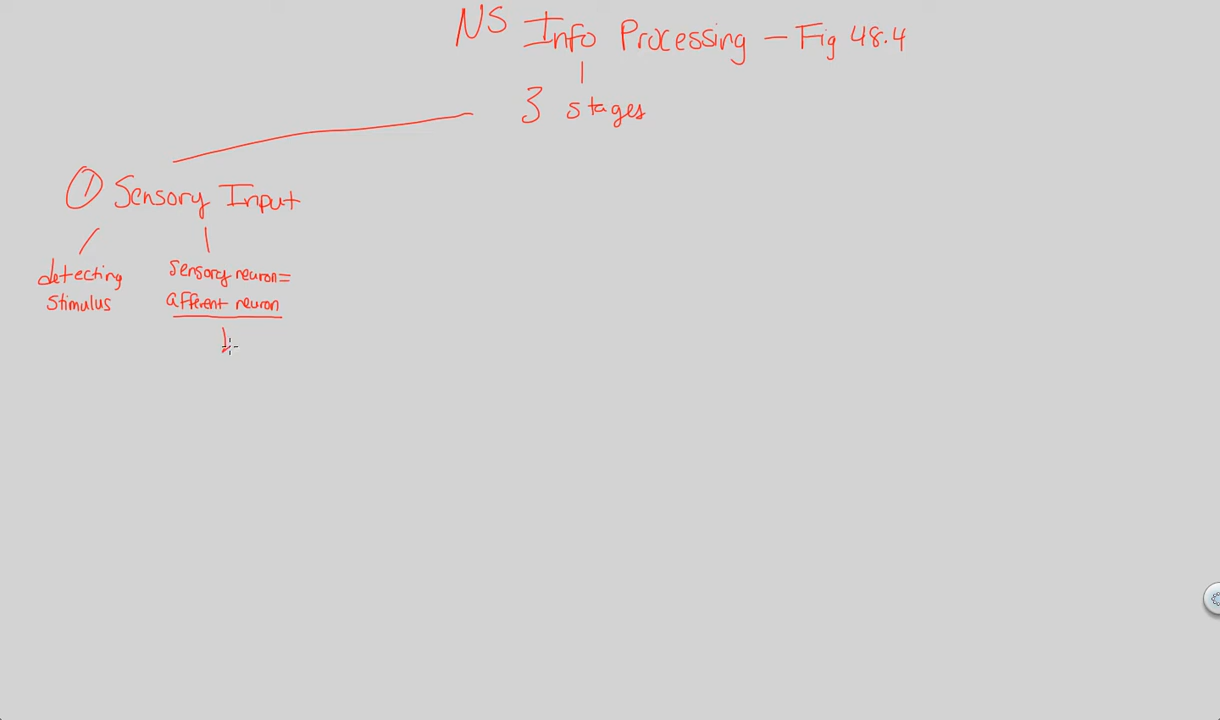 NS Info Processing — Fig 48.4
3 stages
① Sensory Input
detecting
stimulus
sensory neuron=
afferent neuron